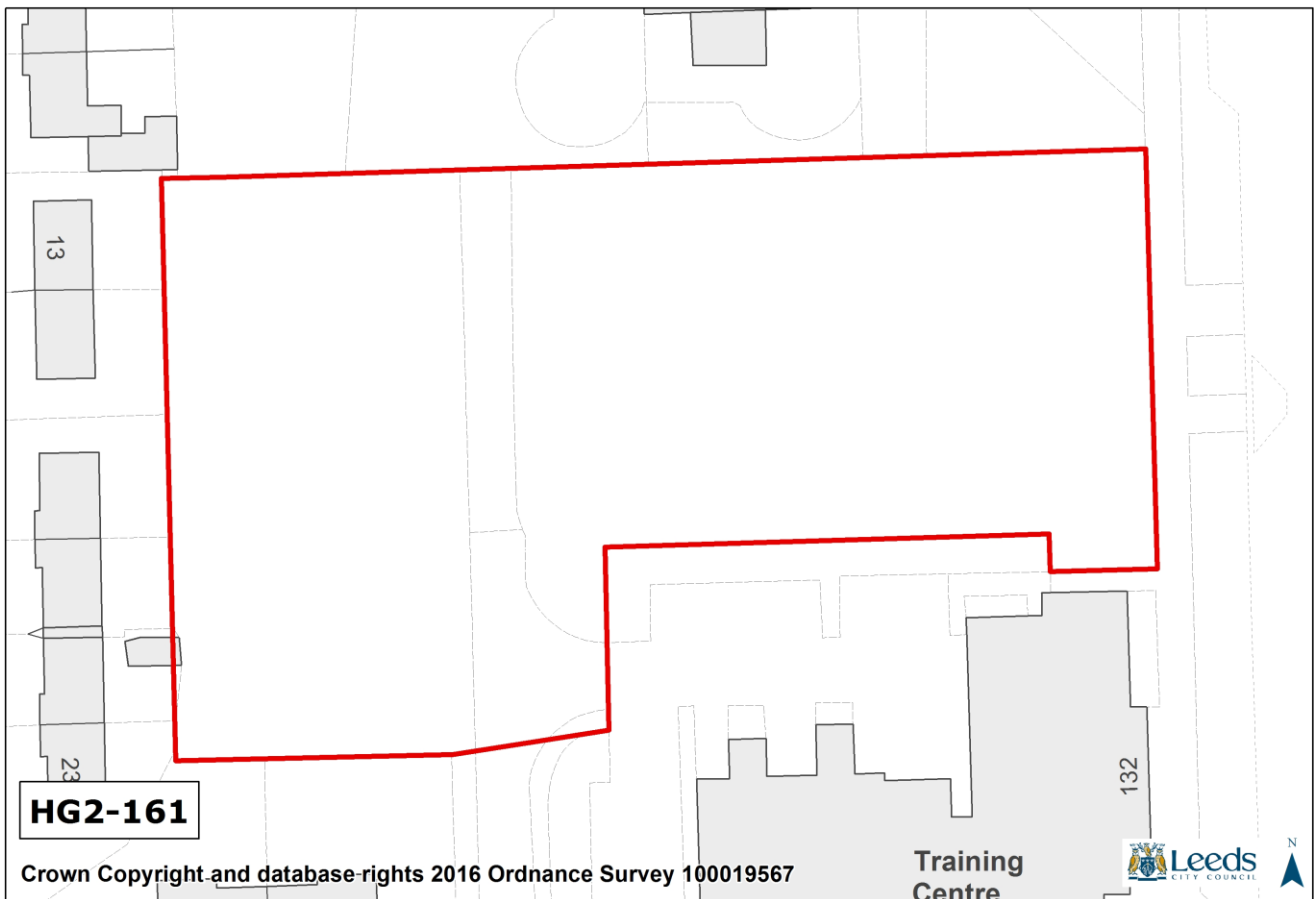 13
23
HG2-161
132
Crown Copyright and database rights 2016 Ordnance Survey 100019567
Training
Centre
Leeds
CITY COUNCIL
N